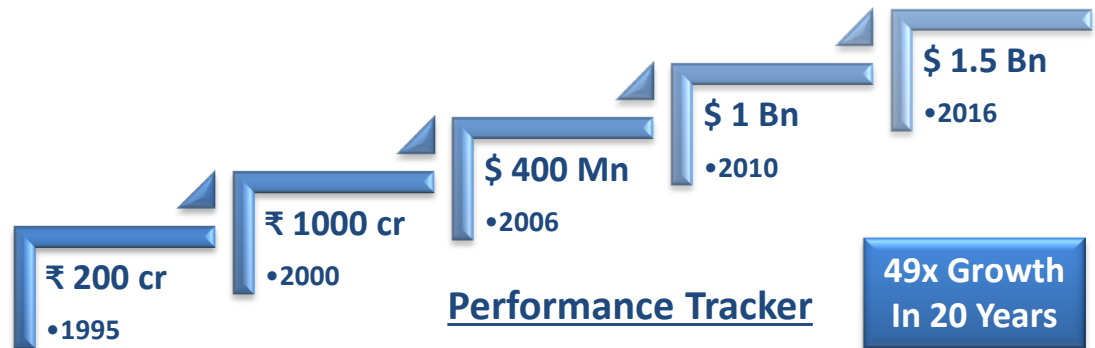 ₹ 200 cr
•1995
₹ 1000 cr
•2000
$ 400 Mn
•2006
$ 1 Bn
•2010
$ 1.5 Bn
•2016
Performance Tracker
49x Growth
In 20 Years